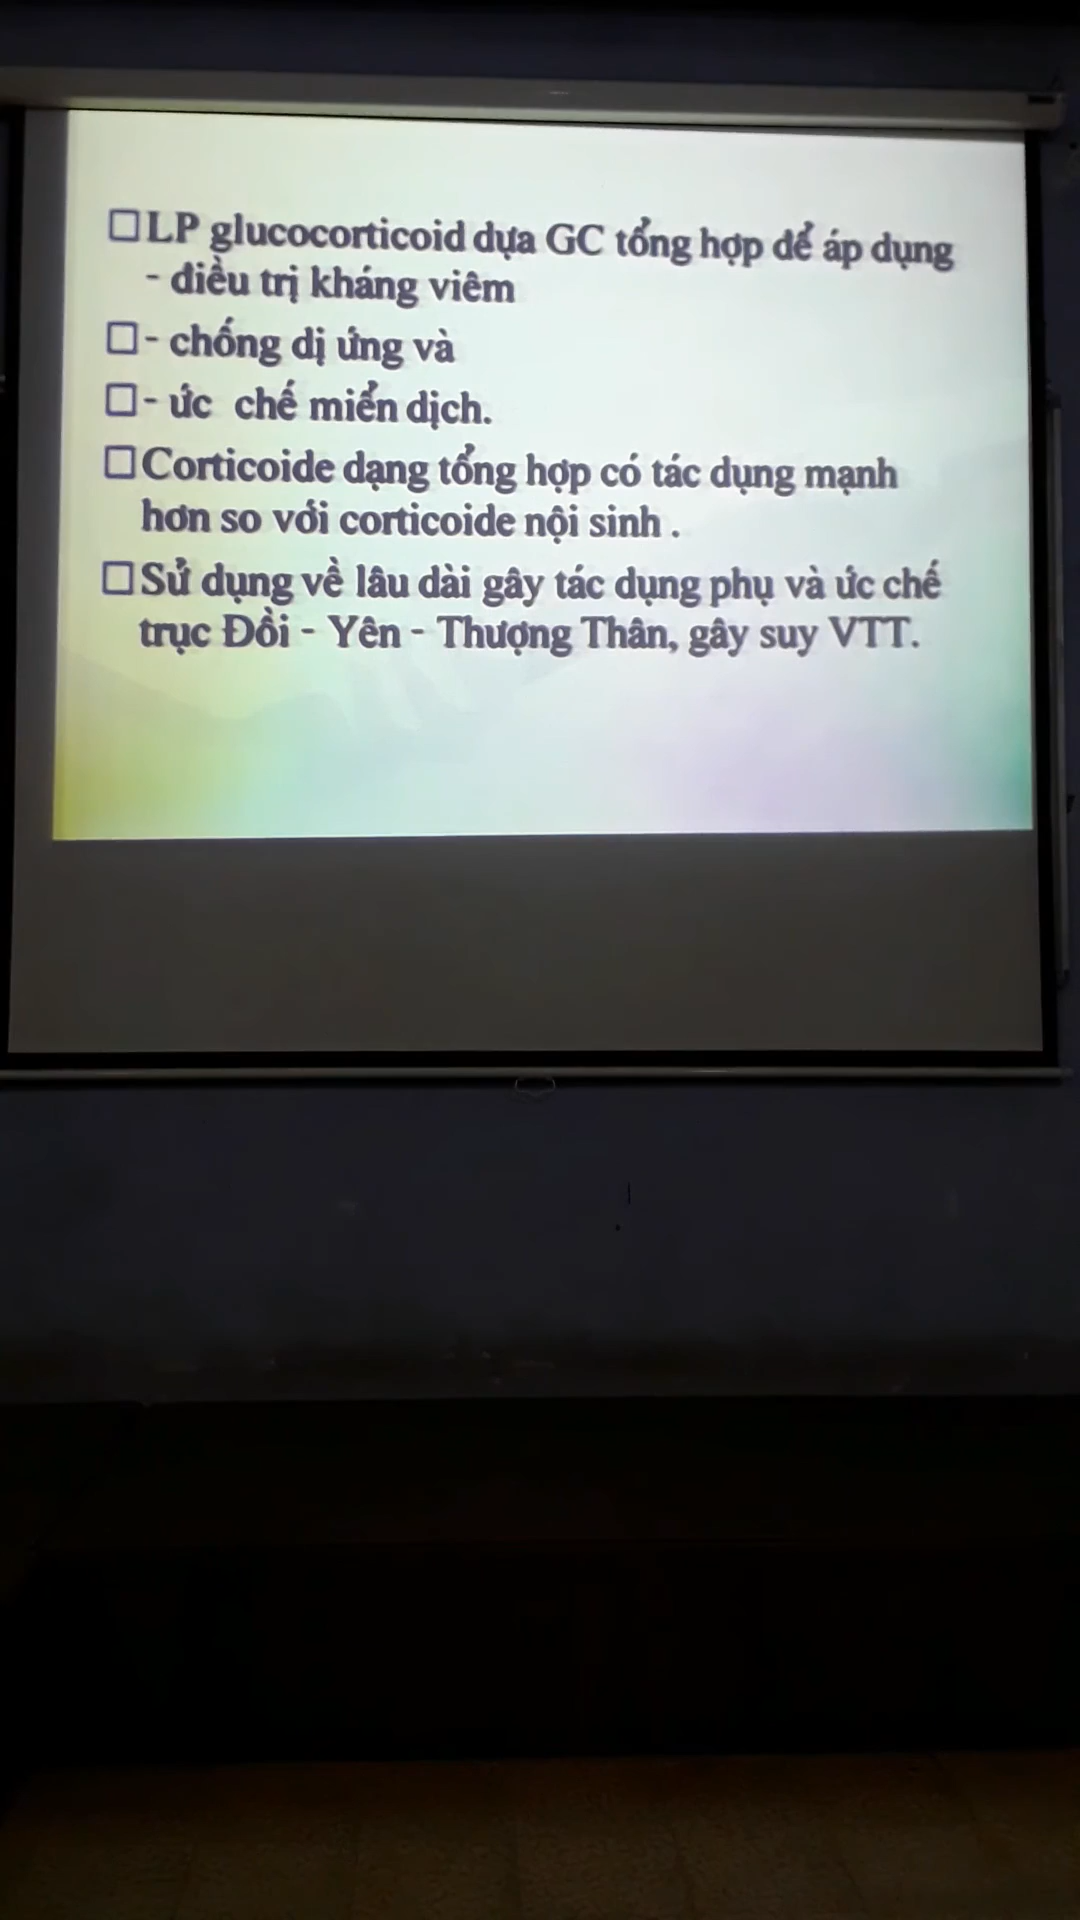 □LP glucocorticoid dựa GC tổng hợp để áp dụng
- điều trị kháng viêm
□- chống dị ứng và
□- ức chế miển dịch.
□Corticoide dạng tổng hợp có tác dụng mạnh
hơn so với corticoide nội sinh .
□Sử dụng về lâu dài gây tác dụng phụ và ức chế
trục Đồi - Yên - Thượng Thân, gây suy VTT.